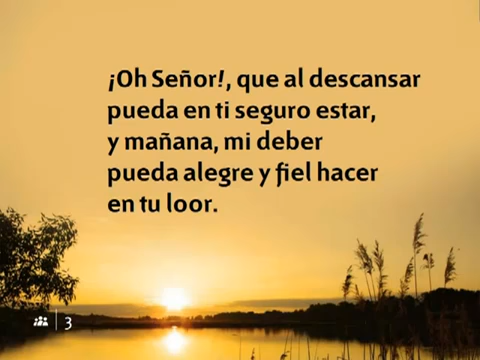 ¡Oh Señor!, que al descansar
pueda en ti seguro estar,
y mañana, mi deber
pueda alegre y fiel hacer
en tu loor.
3